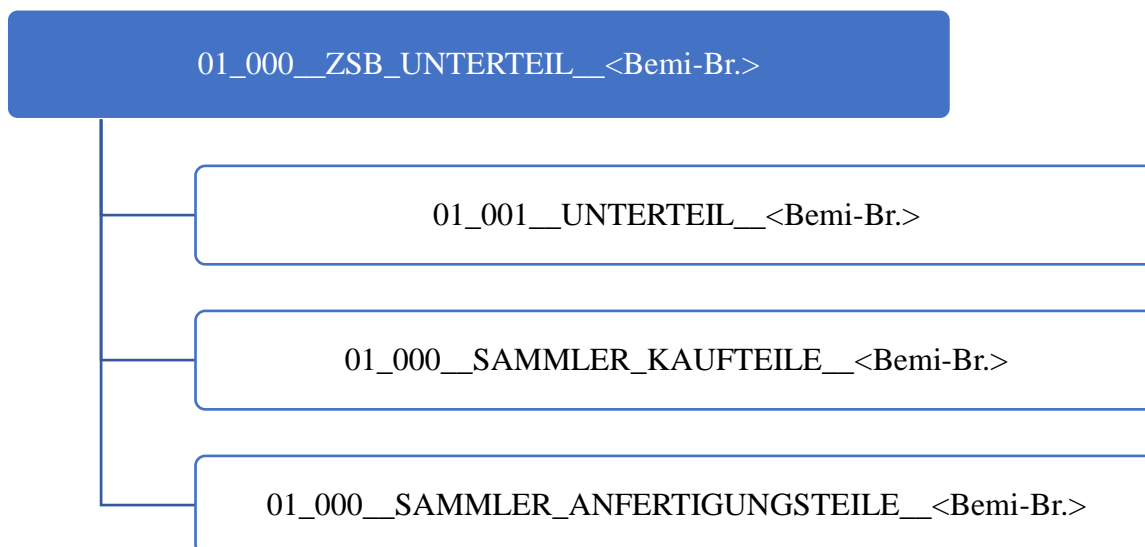 01_000__ZSB_UNTERTEIL__<Bemi-Br.>
01_001__UNTERTEIL__<Bemi-Br.>
01_000__SAMMLER_KAUFTEILE__<Bemi-Br.>
01_000__SAMMLER_ANFERTIGUNGSTEILE__<Bemi-Br.>